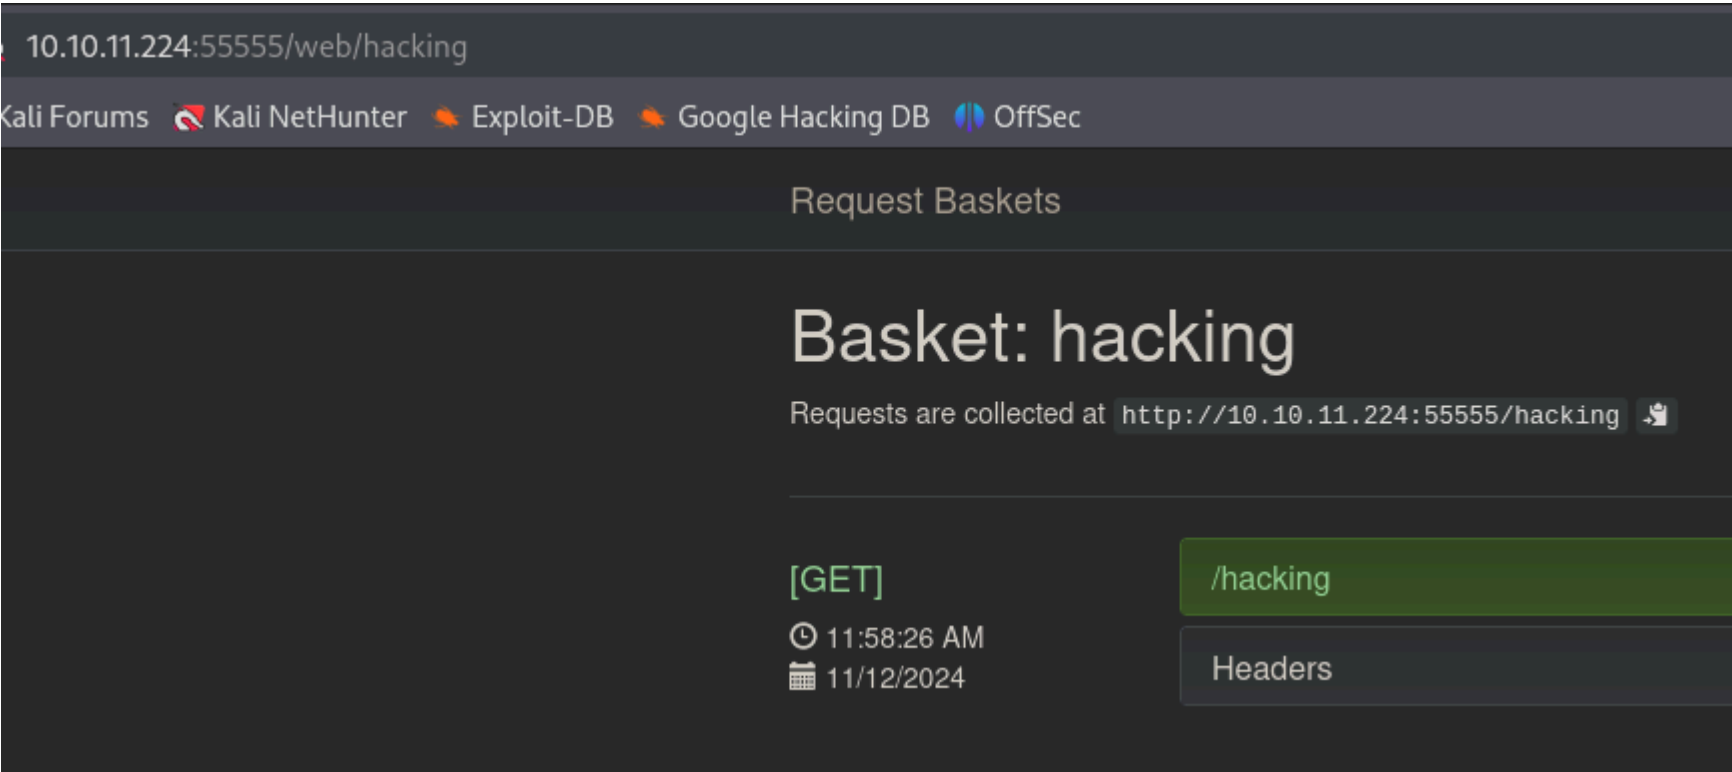 10.10.11.224:55555/web/hacking
Kali Forums Kali NetHunter Exploit-DB Google Hacking DB OffSec
Request Baskets
Basket: hacking
Requests are collected at http://10.10.11.224:55555/hacking
[GET]
/hacking
11:58:26 AM
11/12/2024
Headers